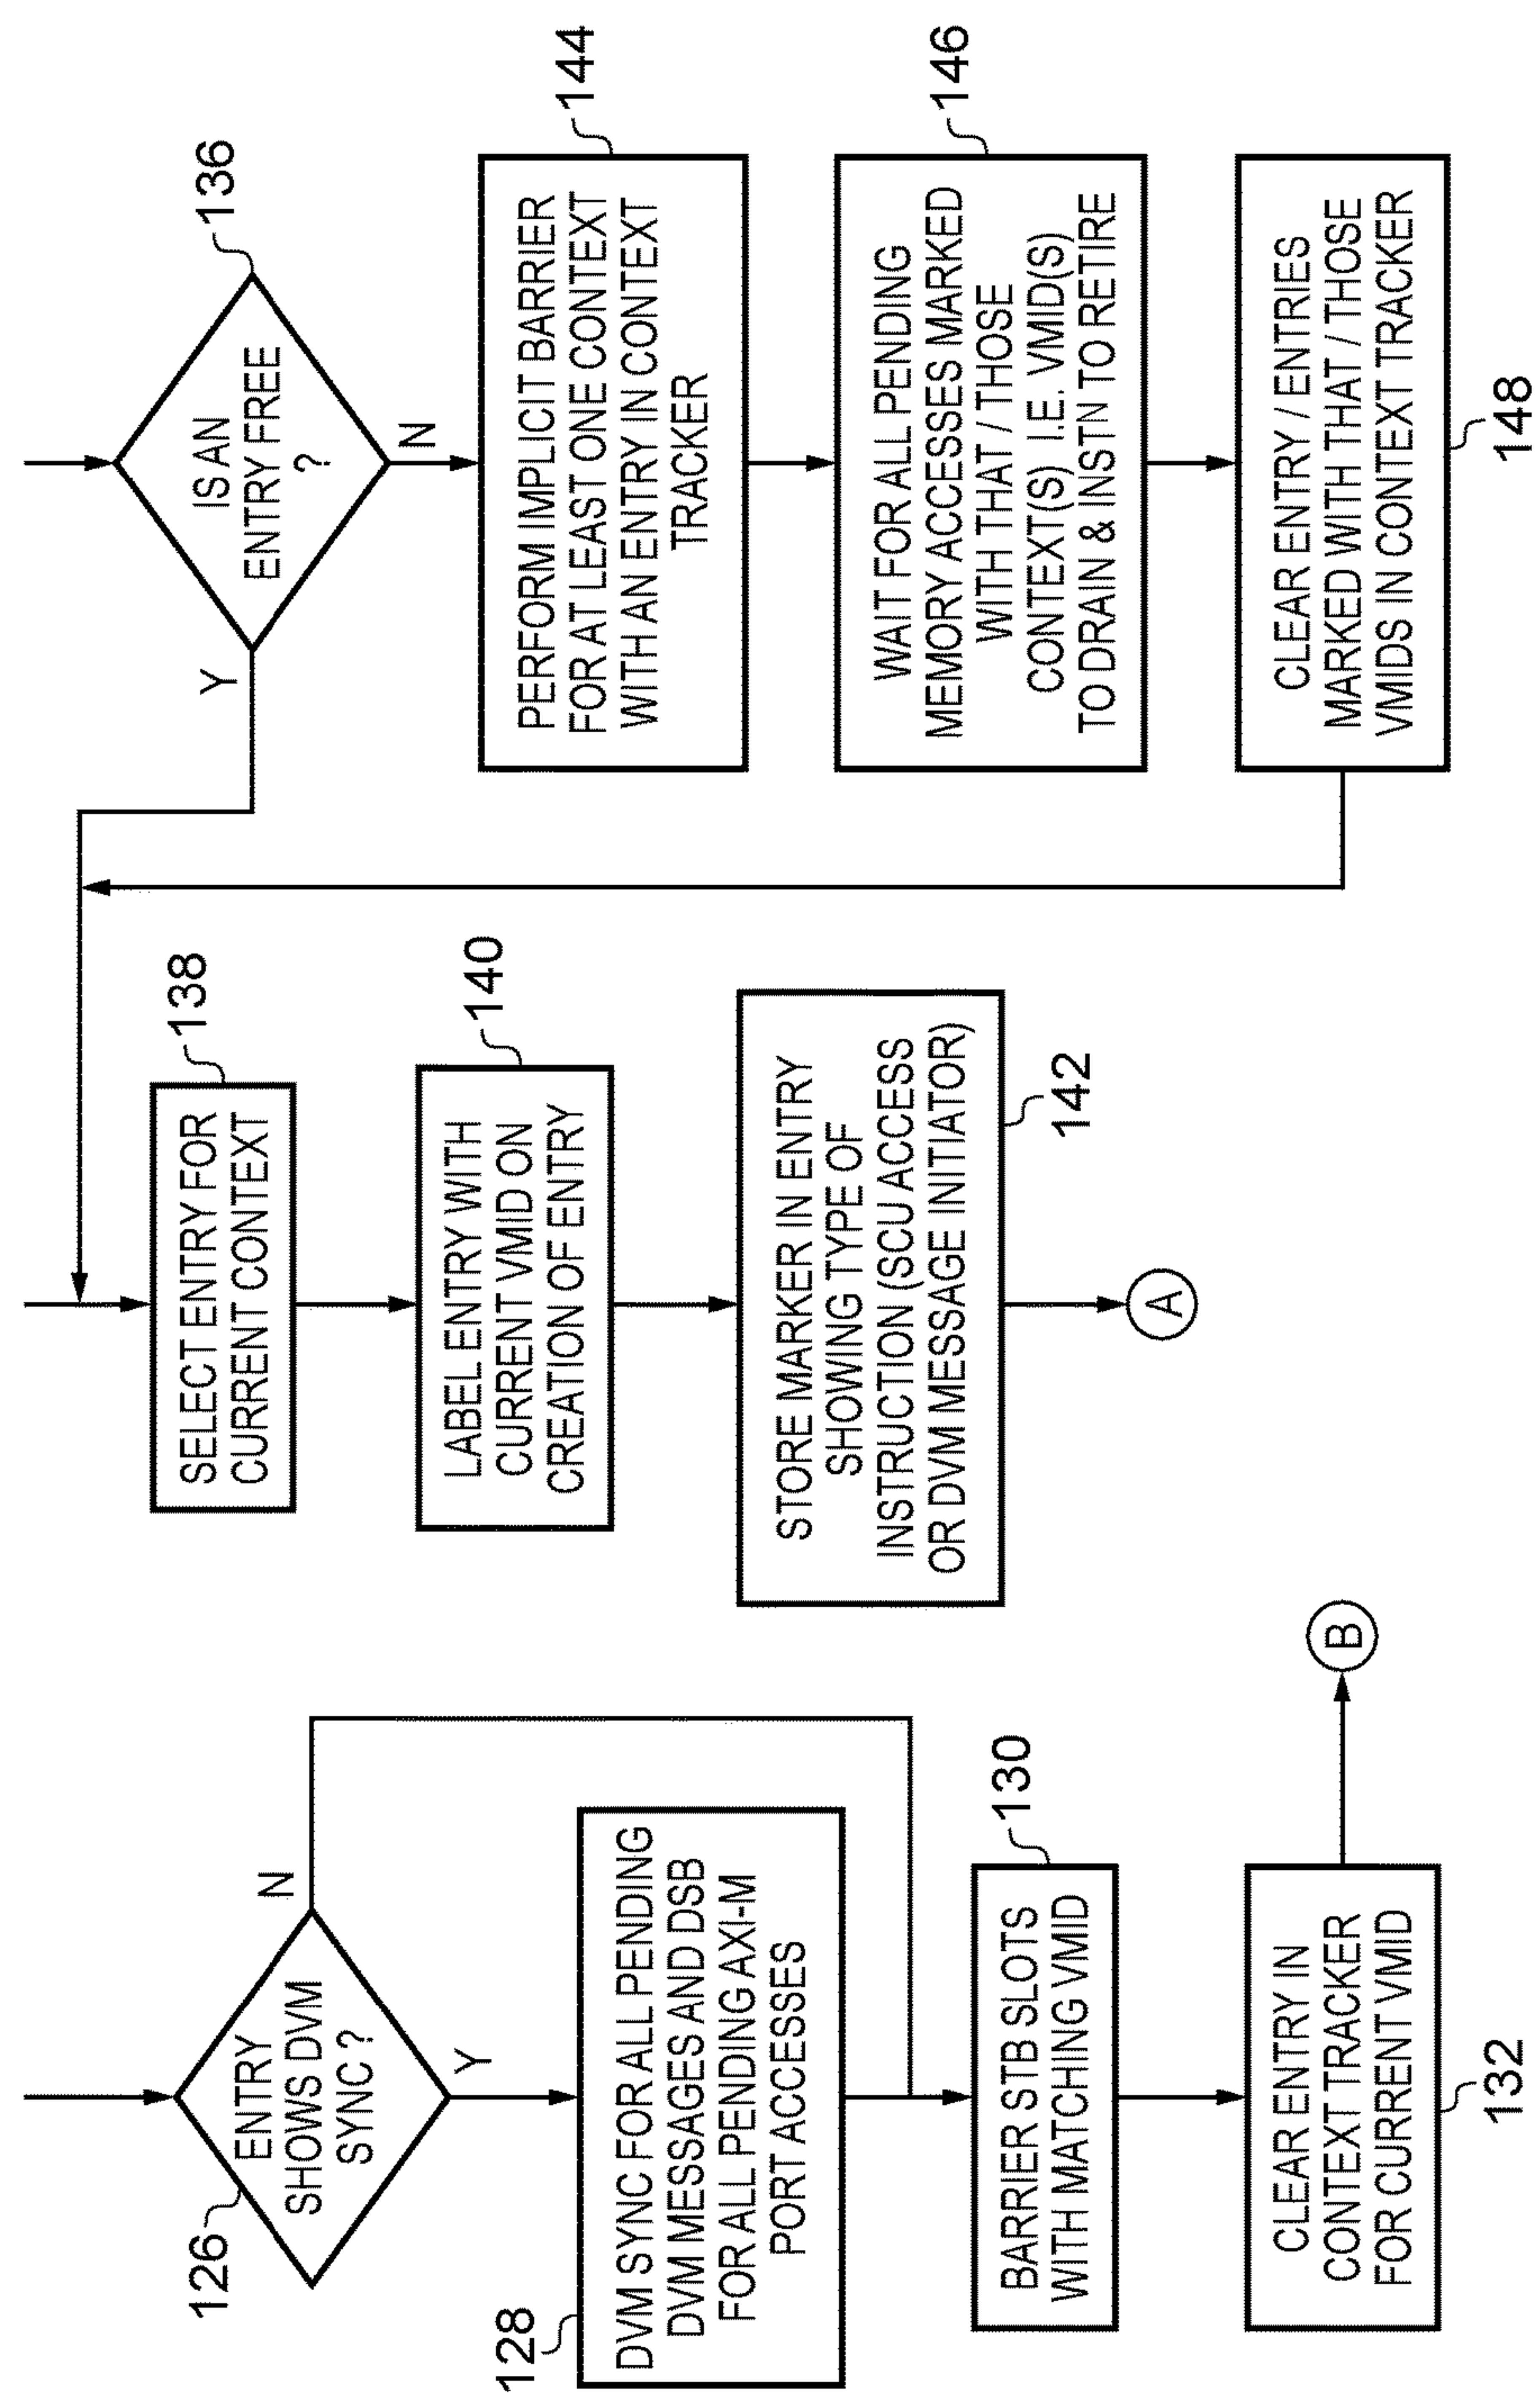 126
ENTRY
SHOWS DVM
SYNC ?
N
Y
128
DVM SYNC FOR ALL PENDING
DVM MESSAGES AND DSB
FOR ALL PENDING AXI-M
PORT ACCESSES
130
BARRIER STB SLOTS
WITH MATCHING VMID
CLEAR ENTRY IN
CONTEXT TRACKER
FOR CURRENT VMID
132
B
138
SELECT ENTRY FOR
CURRENT CONTEXT
140
LABEL ENTRY WITH
CURRENT VMID ON
CREATION OF ENTRY
STORE MARKER IN ENTRY
SHOWING TYPE OF
INSTRUCTION (SCU ACCESS
OR DVM MESSAGE INITIATOR)
142
A
136
IS AN
ENTRY FREE
?
Y
N
144
PERFORM IMPLICIT BARRIER
FOR AT LEAST ONE CONTEXT
WITH AN ENTRY IN CONTEXT
TRACKER
146
WAIT FOR ALL PENDING
MEMORY ACCESSES MARKED
WITH THAT / THOSE
CONTEXT(S) I.E. VMID(S)
TO DRAIN & INSTN TO RETIRE
CLEAR ENTRY / ENTRIES
MARKED WITH THAT / THOSE
VMIDS IN CONTEXT TRACKER
148